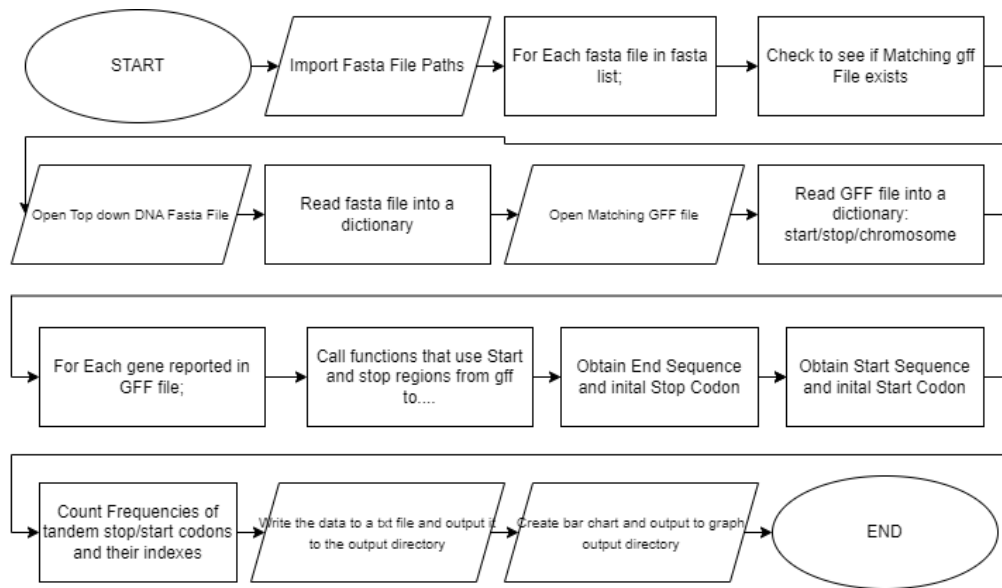 START
Import Fasta File Paths
For Each fasta file in fasta
list;
Check to see if Matching gff
File exists
Open Top down DNA Fasta File
Read fasta file into a
dictionary
Open Matching GFF file
Read GFF file into a
dictionary:
start/stop/chromosome
For Each gene reported in
GFF file;
Call functions that use Start
and stop regions from gff
to....
Obtain End Sequence
and inital Stop Codon
Obtain Start Sequence
and inital Start Codon
Count Frequencies of
tandem stop/start codons
and their indexes
Write the data to a txt file and output it
to the output directory
Create bar chart and output to graph
output directory
END